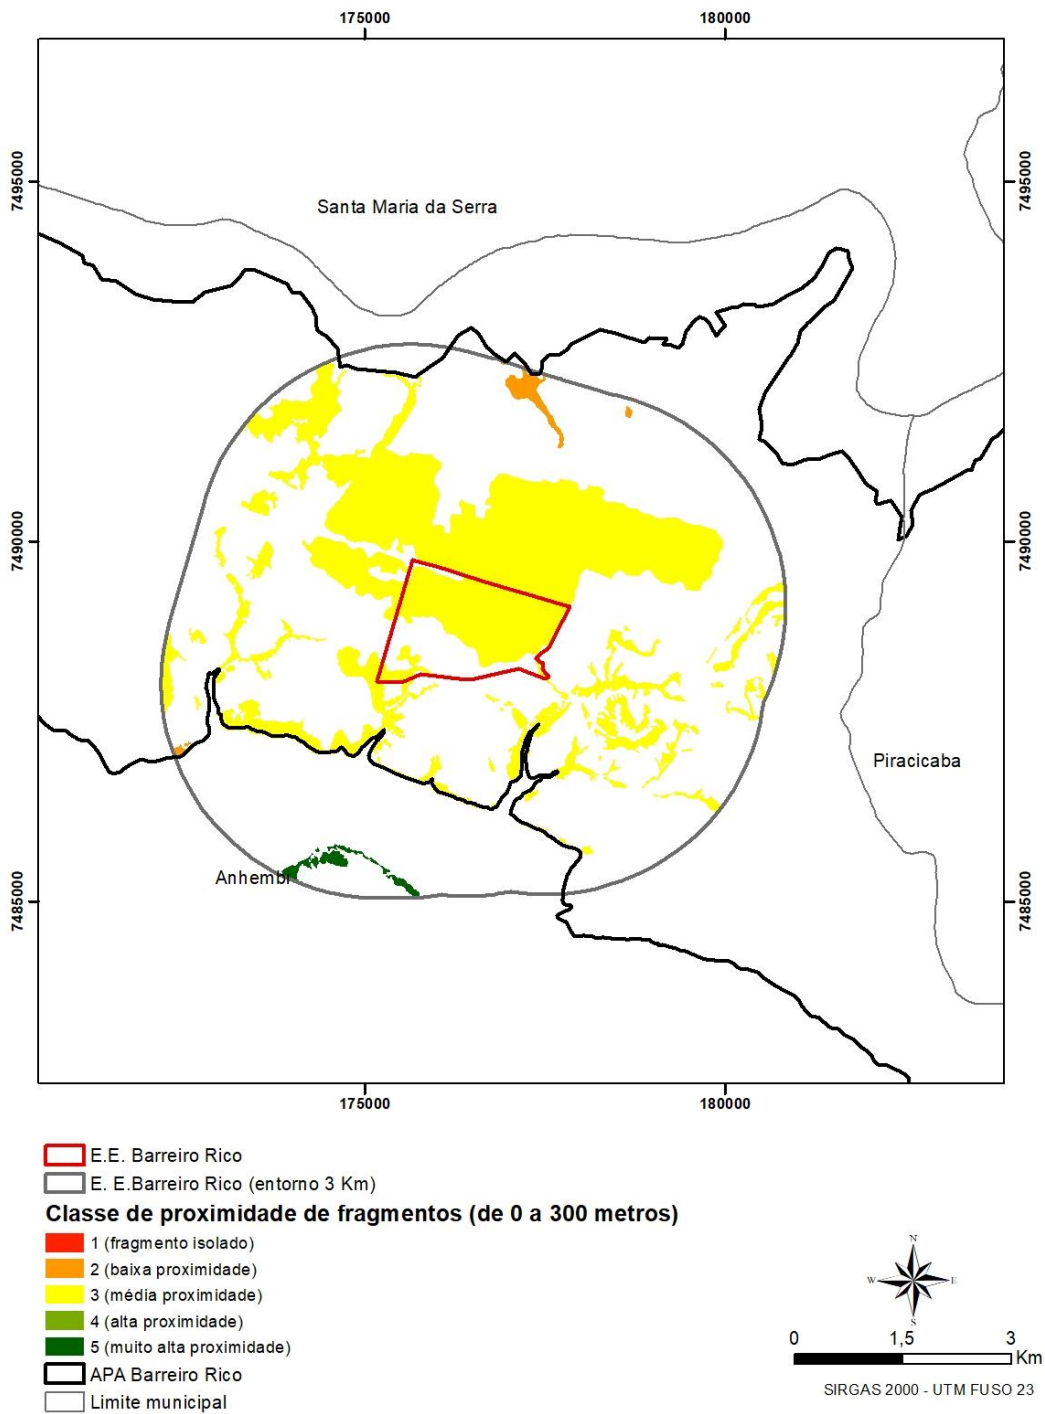 175000 180000
7495000 7495000
Santa Maria da Serra
7490000 7490000
Piracicaba
Anhembi
7485000 7485000
175000 180000
E.E. Barreiro Rico
E. E.Barreiro Rico (entorno 3 Km)
Classe de proximidade de fragmentos (de 0 a 300 metros)
1 (fragmento isolado)
2 (baixa proximidade)
3 (média proximidade)
4 (alta proximidade)
5 (muito alta proximidade)
APA Barreiro Rico
Limite municipal
N
W E
S
0 1,5 3
Km
SIRGAS 2000 - UTM FUSO 23